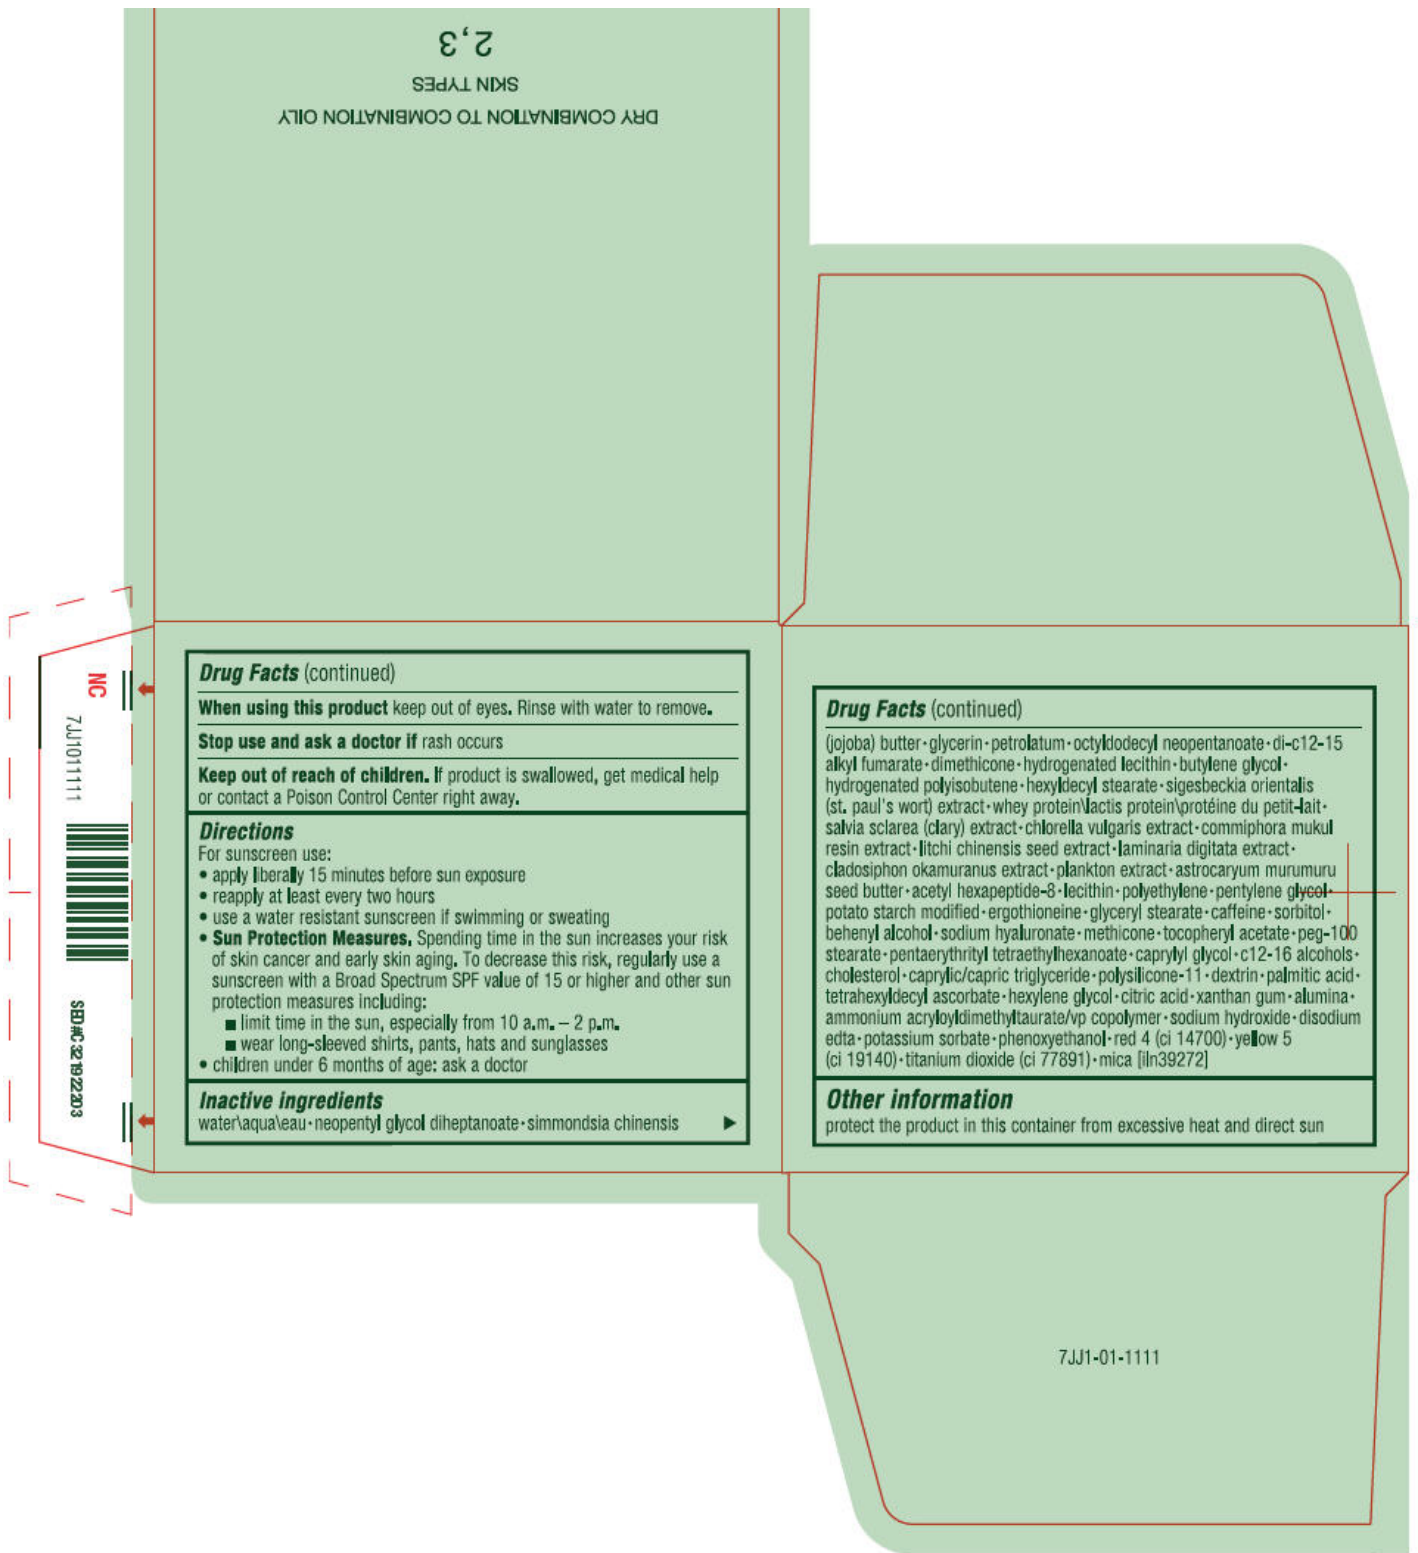 DRY COMBINATION TO COMBINATION OILY
SKIN TYPES
2,3
NC
7JJ1011111
SED#C 32 1922203
Drug Facts (continued)
When using this product keep out of eyes. Rinse with water to remove.
Stop use and ask a doctor if rash occurs
Keep out of reach of children. If product is swallowed, get medical help
or contact a Poison Control Center right away.
Directions
For sunscreen use:
• apply liberally 15 minutes before sun exposure
• reapply at least every two hours
• use a water resistant sunscreen if swimming or sweating
• Sun Protection Measures. Spending time in the sun increases your risk
of skin cancer and early skin aging. To decrease this risk, regularly use a
sunscreen with a Broad Spectrum SPF value of 15 or higher and other sun
protection measures including:
■ limit time in the sun, especially from 10 a.m. – 2 p.m.
■ wear long-sleeved shirts, pants, hats and sunglasses
• children under 6 months of age: ask a doctor
Inactive ingredients
water\aqua\eau • neopentyl glycol diheptanoate • simmondsia chinensis ▶
Drug Facts (continued)
(jojoba) butter • glycerin • petrolatum • octyldodecyl neopentanoate • di-c12-15
alkyl fumarate • dimethicone • hydrogenated lecithin • butylene glycol •
hydrogenated polyisobutene • hexyldecyl stearate • sigesbeckia orientalis
(st. paul's wort) extract • whey protein\lactis protein\protéine du petit-lait •
salvia sclarea (clary) extract • chlorella vulgaris extract • commiphora mukul
resin extract • litchi chinensis seed extract • laminaria digitata extract •
cladosiphon okamuranus extract • plankton extract • astrocaryum murumuru
seed butter • acetyl hexapeptide-8 • lecithin • polyethylene • pentylene glycol •
potato starch modified • ergothioneine • glyceryl stearate • caffeine • sorbitol •
behenyl alcohol • sodium hyaluronate • methicone • tocopheryl acetate • peg-100
stearate • pentaerythrityl tetraethylhexanoate • caprylyl glycol • c12-16 alcohols •
cholesterol • caprylic/capric triglyceride • polysilicone-11 • dextrin • palmitic acid •
tetrahexyldecyl ascorbate • hexylene glycol • citric acid • xanthan gum • alumina •
ammonium acryloyldimethyltaurate/vp copolymer • sodium hydroxide • disodium
edta • potassium sorbate • phenoxyethanol • red 4 (ci 14700) • yellow 5
(ci 19140) • titanium dioxide (ci 77891) • mica [iln39272]
Other information
protect the product in this container from excessive heat and direct sun
7JJ1-01-1111